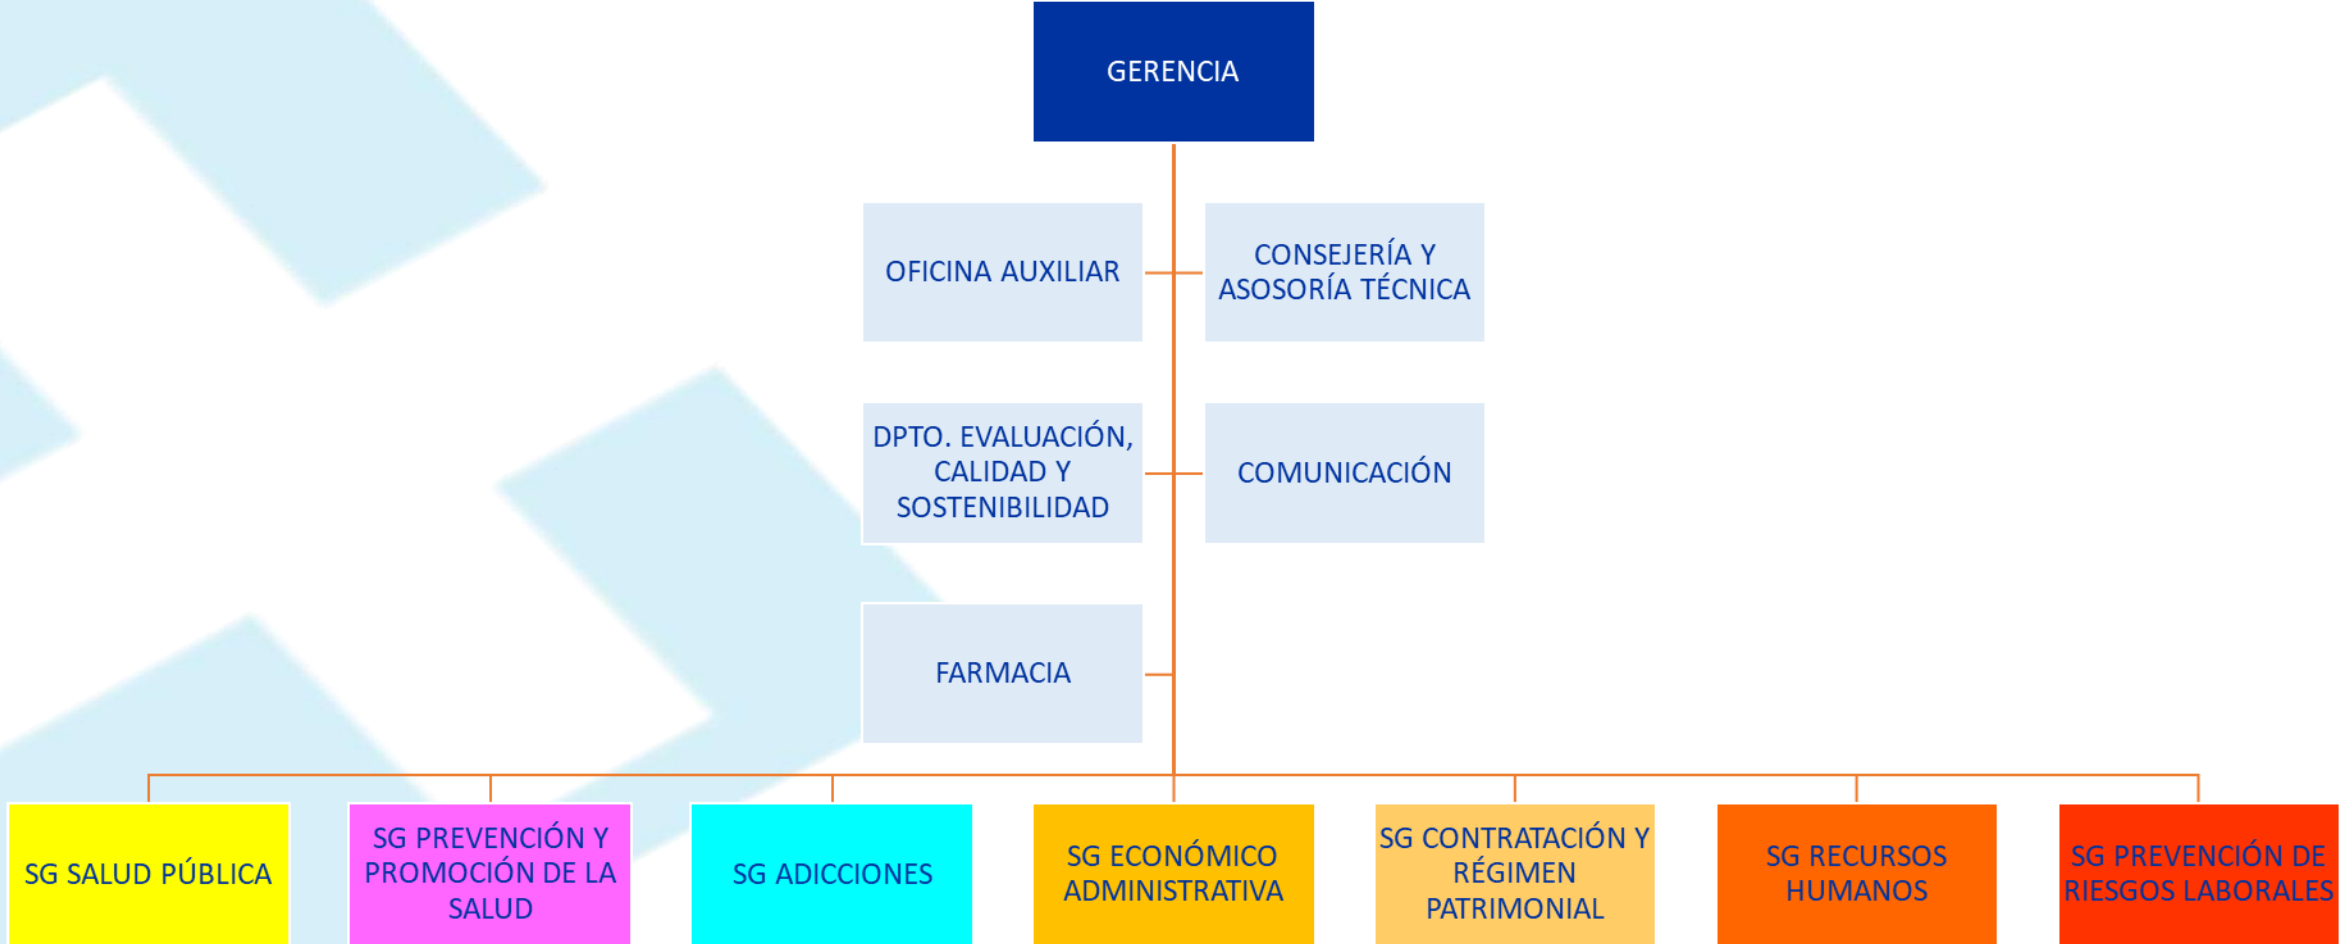 GERENCIA
OFICINA AUXILIAR
CONSEJERÍA Y
ASOSORÍA TÉCNICA
DPTO. EVALUACIÓN,
CALIDAD Y
SOSTENIBILIDAD
COMUNICACIÓN
FARMACIA
SG SALUD PÚBLICA
SG PREVENCIÓN Y
PROMOCIÓN DE LA
SALUD
SG ADICCIONES
SG ECONÓMICO
ADMINISTRATIVA
SG CONTRATACIÓN Y
RÉGIMEN
PATRIMONIAL
SG RECURSOS
HUMANOS
SG PREVENCIÓN DE
RIESGOS LABORALES